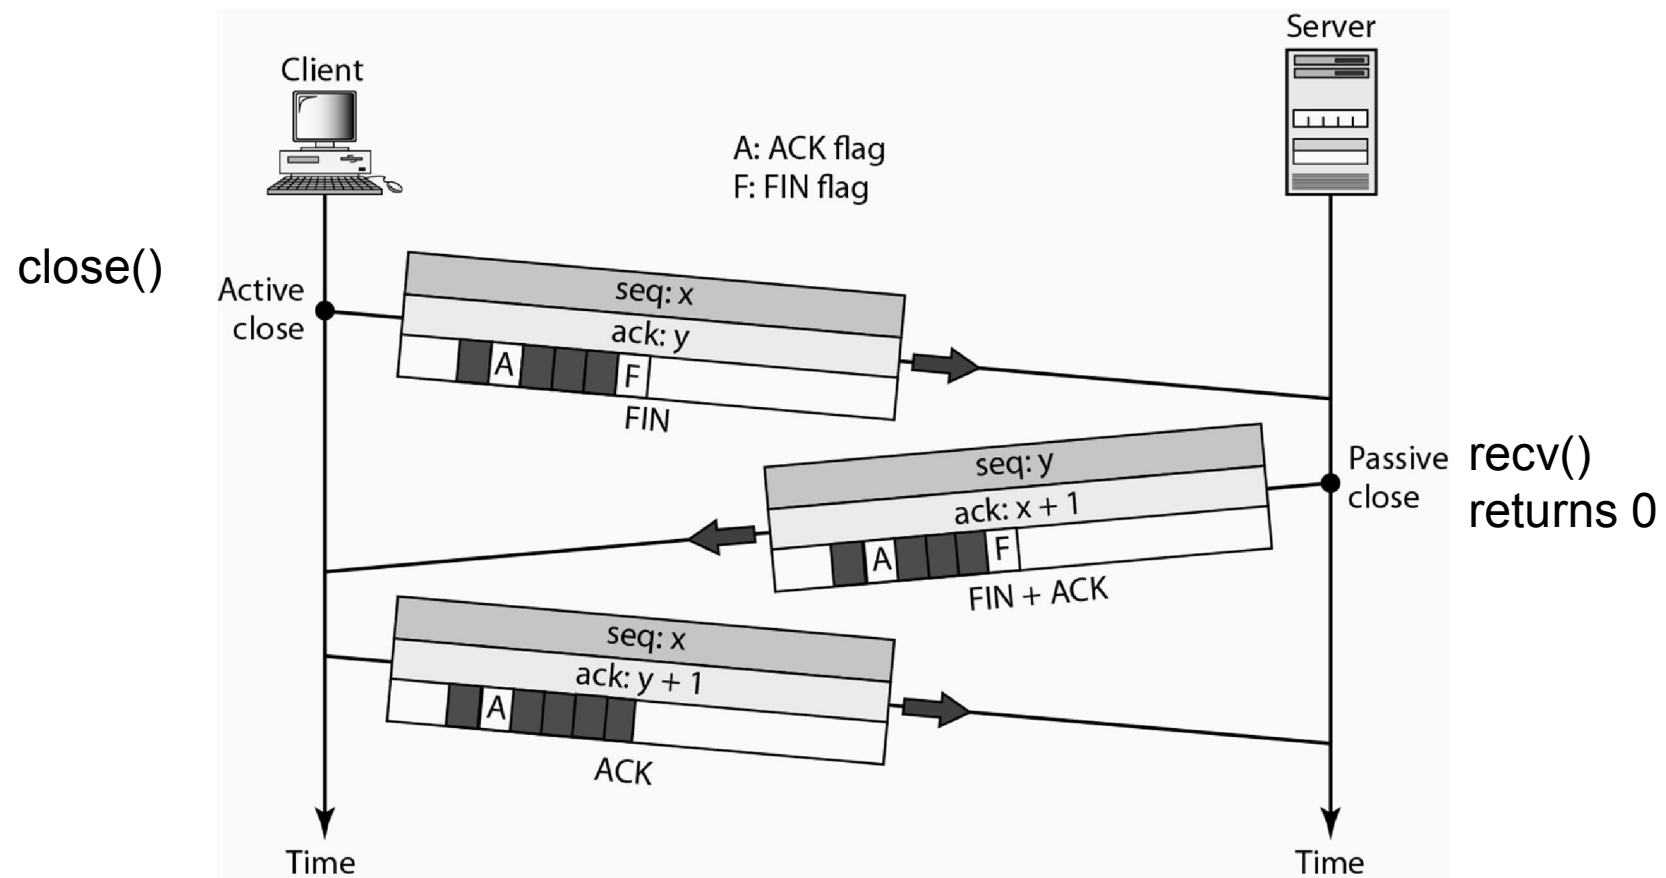 Server
Client
A: ACK flag
F: FIN flag
close()
Active
close
seq: x
ack: y
A F
FIN
Passive
close
recv()
returns 0
seq: y
ack: x + 1
A F
FIN + ACK
seq: x
ack: y + 1
A
ACK
Time
Time